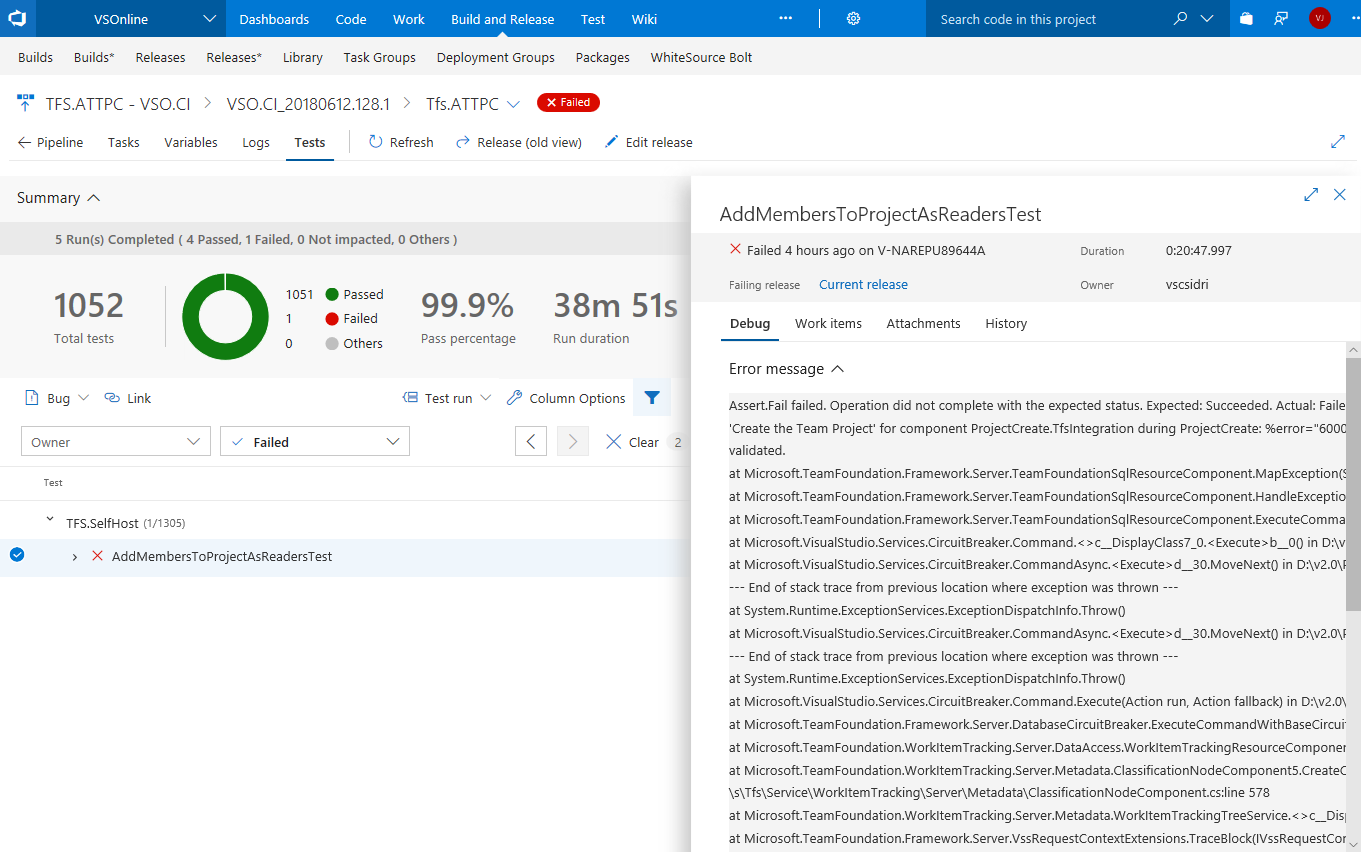 VSOnline Dashboards Code Work Build and Release Test Wiki ... Search code in this project VJ
Builds Builds* Releases Releases* Library Task Groups Deployment Groups Packages WhiteSource Bolt
TFS.ATTPC - VSO.CI > VSO.CI_20180612.128.1 > Tfs.ATTPC Failed
Pipeline Tasks Variables Logs Tests Refresh Release (old view) Edit release
Summary
5 Run(s) Completed ( 4 Passed, 1 Failed, 0 Not impacted, 0 Others )
1052
Total tests
1051 Passed
1 Failed
0 Others
99.9%
Pass percentage
38m 51s
Run duration
Bug Link Test run Column Options
Owner Failed Clear 2
Test
TFS.SelfHost (1/1305)
AddMembersToProjectAsReadersTest
AddMembersToProjectAsReadersTest
Failed 4 hours ago on V-NAREPU89644A Duration 0:20:47.997
Failing release Current release Owner vscsidri
Debug Work items Attachments History
Error message
Assert.Fail failed. Operation did not complete with the expected status. Expected: Succeeded. Actual: Faile
'Create the Team Project' for component ProjectCreate.TfsIntegration during ProjectCreate: %error="6000
validated.
at Microsoft.TeamFoundation.Framework.Server.TeamFoundationSqlResourceComponent.MapException(S
at Microsoft.TeamFoundation.Framework.Server.TeamFoundationSqlResourceComponent.HandleExceptio
at Microsoft.TeamFoundation.Framework.Server.TeamFoundationSqlResourceComponent.ExecuteComma
at Microsoft.VisualStudio.Services.CircuitBreaker.Command.<>c__DisplayClass7_0.<Execute>b__0() in D:\v
at Microsoft.VisualStudio.Services.CircuitBreaker.CommandAsync.<Execute>d__30.MoveNext() in D:\v2.0\P
--- End of stack trace from previous location where exception was thrown ---
at System.Runtime.ExceptionServices.ExceptionDispatchInfo.Throw()
at Microsoft.VisualStudio.Services.CircuitBreaker.CommandAsync.<Execute>d__30.MoveNext() in D:\v2.0\P
--- End of stack trace from previous location where exception was thrown ---
at System.Runtime.ExceptionServices.ExceptionDispatchInfo.Throw()
at Microsoft.VisualStudio.Services.CircuitBreaker.Command.Execute(Action run, Action fallback) in D:\v2.0\
at Microsoft.TeamFoundation.Framework.Server.DatabaseCircuitBreaker.ExecuteCommandWithBaseCircuit
at Microsoft.TeamFoundation.WorkItemTracking.Server.DataAccess.WorkItemTrackingResourceComponen
at Microsoft.TeamFoundation.WorkItemTracking.Server.Metadata.ClassificationNodeComponent5.CreateC
\s\Tfs\Service\WorkItemTracking\Server\Metadata\ClassificationNodeComponent.cs:line 578
at Microsoft.TeamFoundation.WorkItemTracking.Server.Metadata.WorkItemTrackingTreeService.<>c__Disp
at Microsoft.TeamFoundation.Framework.Server.VssRequestContextExtensions.TraceBlock(IVssRequestCon